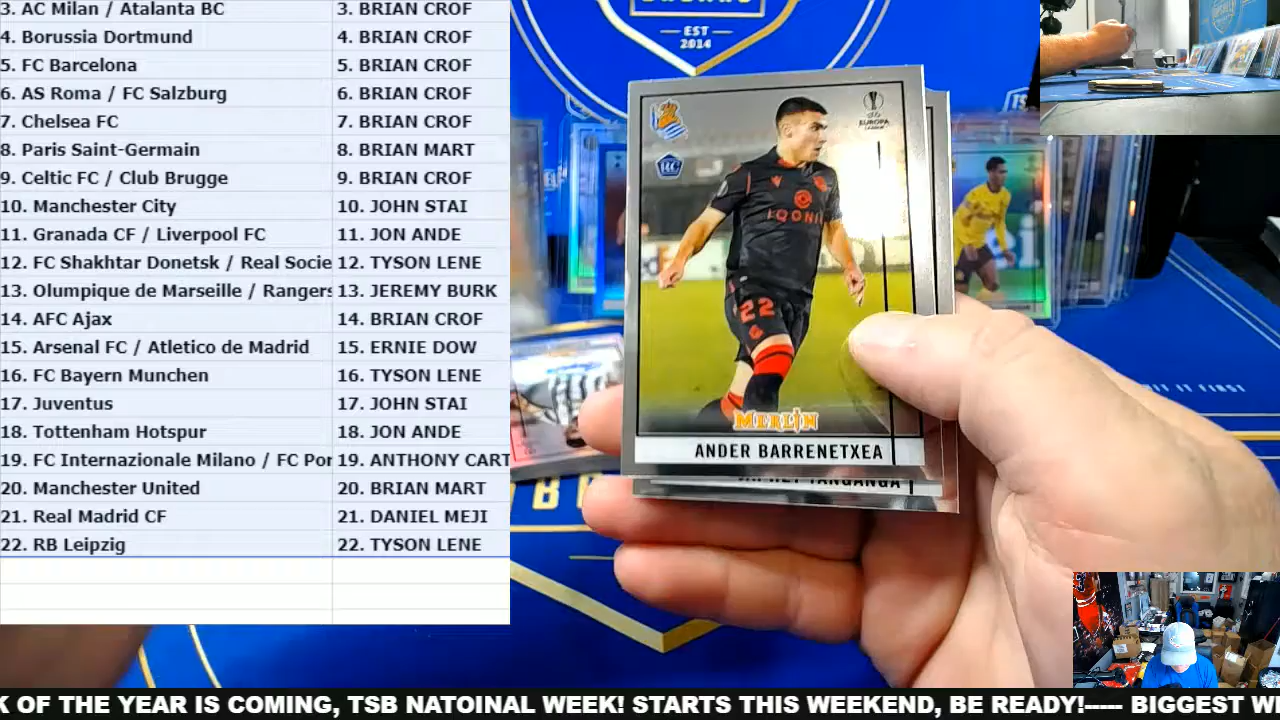 3. AC Milan / Atalanta BC 3. BRIAN CROF
4. Borussia Dortmund 4. BRIAN CROF
5. FC Barcelona 5. BRIAN CROF
6. AS Roma / FC Salzburg 6. BRIAN CROF
7. Chelsea FC 7. BRIAN CROF
8. Paris Saint-Germain 8. BRIAN MART
9. Celtic FC / Club Brugge 9. BRIAN CROF
10. Manchester City 10. JOHN STAI
11. Granada CF / Liverpool FC 11. JON ANDE
12. FC Shakhtar Donetsk / Real Socie 12. TYSON LENE
13. Olumpique de Marseille / Rangers 13. JEREMY BURK
14. AFC Ajax 14. BRIAN CROF
15. Arsenal FC / Atletico de Madrid 15. ERNIE DOW
16. FC Bayern Munchen 16. TYSON LENE
17. Juventus 17. JOHN STAI
18. Tottenham Hotspur 18. JON ANDE
19. FC Internazionale Milano / FC Por 19. ANTHONY CART
20. Manchester United 20. BRIAN MART
21. Real Madrid CF 21. DANIEL MEJI
22. RB Leipzig 22. TYSON LENE
EST
2014
EUROPA
LEAGUE
RC
22
MERLIN
ANDER BARRENETXEA
TANGANGA
IT FIRST
K OF THE YEAR IS COMING, TSB NATOINAL WEEK! STARTS THIS WEEKEND, BE READY!----- BIGGEST WE